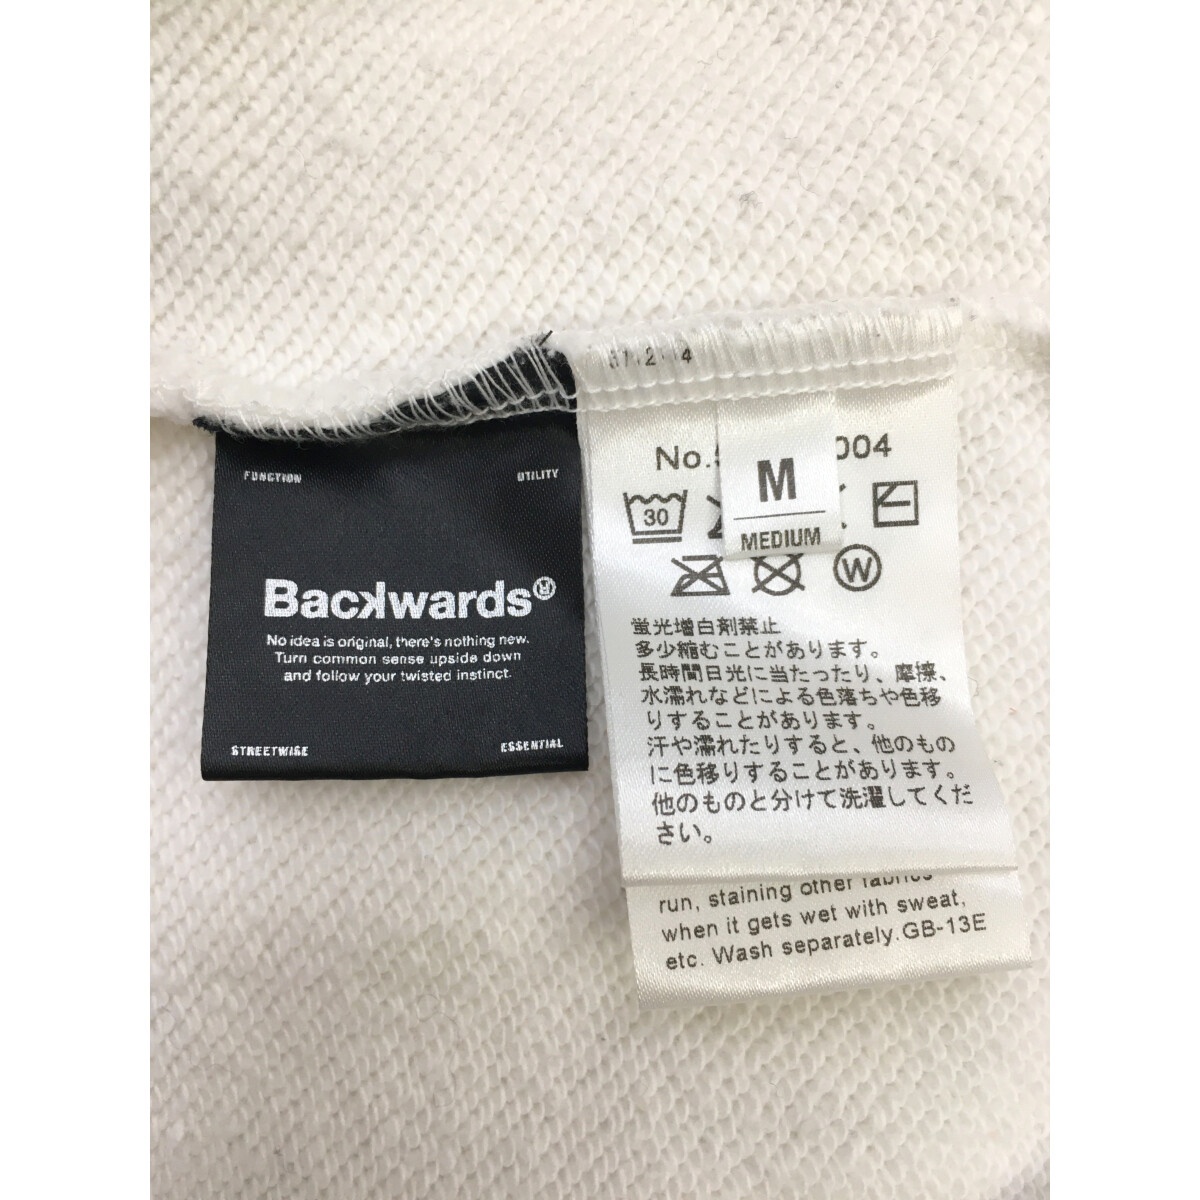 FUNCTION
UTILITY
Backwards®
No idea is original, there's nothing new.
Turn common sense upside down
and follow your twisted instinct.
STREETWISE
ESSENTIAL
No.
004
M
MEDIUM
30
W
蛍光増白剤禁止
多少縮むことがあります。
長時間日光に当たったり、摩擦、
水濡れなどによる色落ちや色移
りすることがあります。
汗や濡れたりすると、他のもの
に色移りすることがあります。
他のものと分けて洗濯してくだ
さい。
run, staining other fabrics
when it gets wet with sweat,
etc. Wash separately.GB-13E